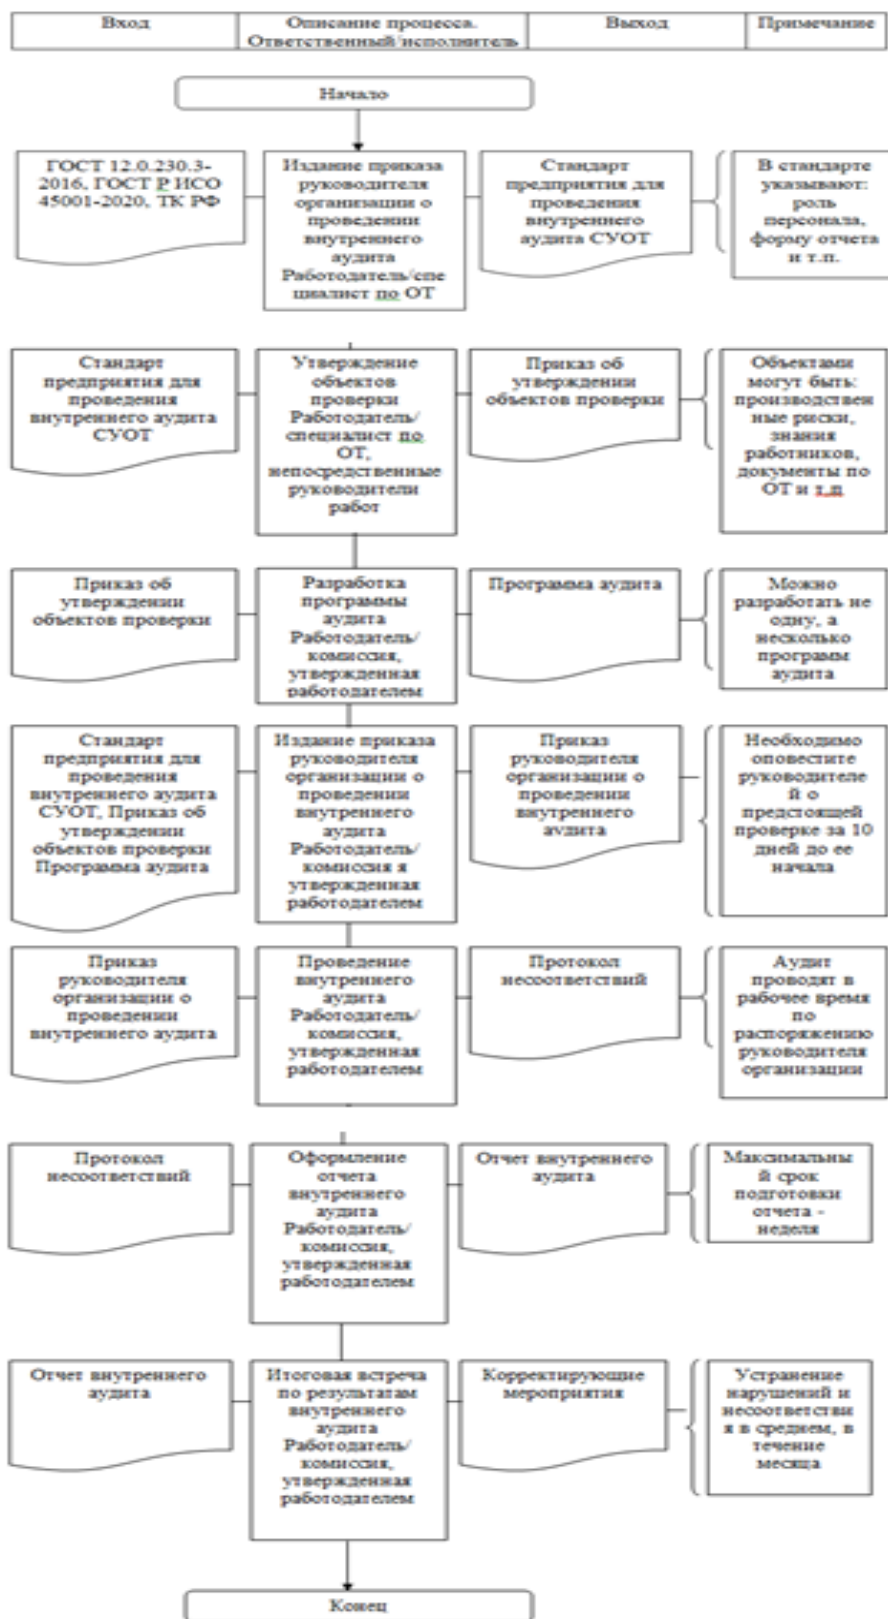 Вход
Описание процесса.
Ответственный/исполнитель
Выход
Примечание
Начало
ГОСТ 12.0.230.3-
2016, ГОСТ Р ИСО
45001-2020, ТК РФ
Издание приказа
руководителя
организации о
проведении
внутреннего
аудита
Работодатель/спе
циалист по ОТ
Стандарт
предприятия для
проведения
внутреннего
аудита СУОТ
В стандарте
указывают:
роль
персонала,
форму отчета
и т.п.
Стандарт
предприятия для
проведения
внутреннего аудита
СУОТ
Утверждение
объектов
проверки
Работодатель/
специалист по
ОТ,
непосредственные
руководители
работ
Приказ об
утверждении
объектов проверки
Объектами
могут быть:
производствен
ные риски,
знания
работников,
документы по
ОТ и т.п
Приказ об
утверждении
объектов проверки
Разработка
программы
аудита
Работодатель/
комиссия,
утвержденная
работодателем
Программа аудита
Можно
разработать не
одну, а
несколько
программ
аудита
Стандарт
предприятия для
проведения
внутреннего аудита
СУОТ, Приказ об
утверждении
объектов проверки
Программа аудита
Издание приказа
руководителя
организации о
проведении
внутреннего
аудита
Работодатель/
комиссия я
утвержденная
работодателем
Приказ
руководителя
организации о
проведении
внутреннего
аудита
Необходимо
оповестите
руководителе
й о
предстоящей
проверке за 10
дней до ее
начала
Приказ
руководителя
организации о
проведении
внутреннего аудита
Проведение
внутреннего
аудита
Работодатель/
комиссия,
утвержденная
работодателем
Протокол
несоответствий
Аудит
проводят в
рабочее время
по
распоряжению
руководителя
организации
Протокол
несоответствий
Оформление
отчета
внутреннего
аудита
Работодатель/
комиссия,
утвержденная
работодателем
Отчет внутреннего
аудита
Максимальны
й срок
подготовки
отчета -
неделя
Отчет внутреннего
аудита
Итоговая встреча
по результатам
внутреннего
аудита
Работодатель/
комиссия,
утвержденная
работодателем
Корректирующие
мероприятия
Устранение
нарушений и
несоответстви
я в среднем, в
течение
месяца
Конец